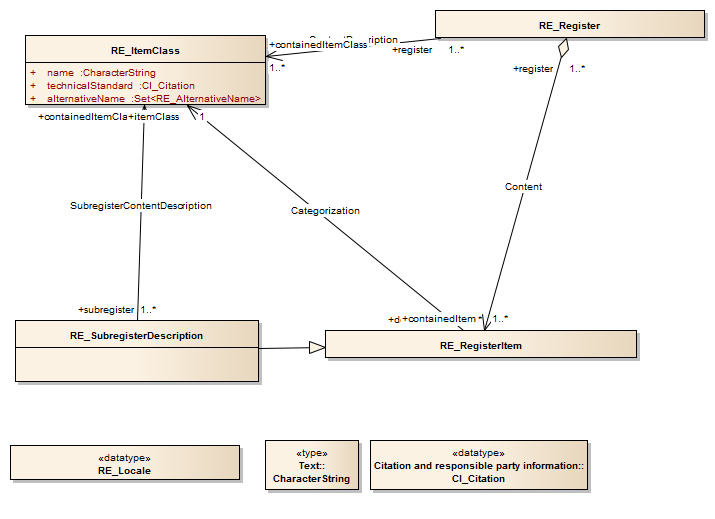 RE_Register
RE_ItemClass
+ name :CharacterString
+ technicalStandard :CI_Citation
+ alternativeName :Set<RE_AlternativeName>
+containedItemClass
+register 1..*
1..*
+register 1..*
+containedItemCla+itemClass 1
Content
SubregisterContentDescription
Categorization
+subregister 1..*
+d+containedItem * 1..*
RE_SubregisterDescription
RE_RegisterItem
«datatype»
RE_Locale
«type»
Text::
CharacterString
«datatype»
Citation and responsible party information::
CI_Citation